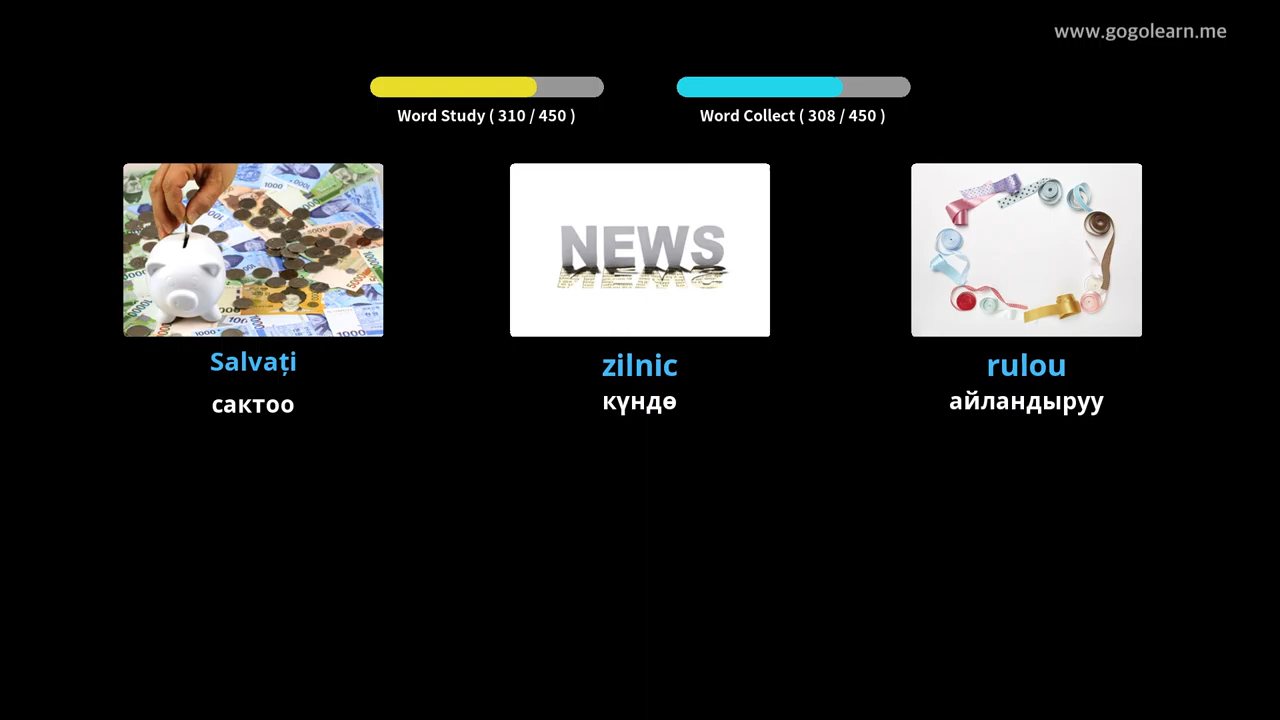 www.gogolearn.me
Word Study ( 310 / 450 )
Word Collect ( 308 / 450 )
NEWS
Salvați
zilnic
rulou
сактоо
күндө
айландыруу